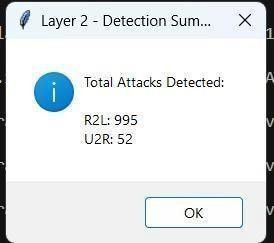 Layer 2 - Detection Sum...
Total Attacks Detected:
R2L: 995
U2R: 52
OK